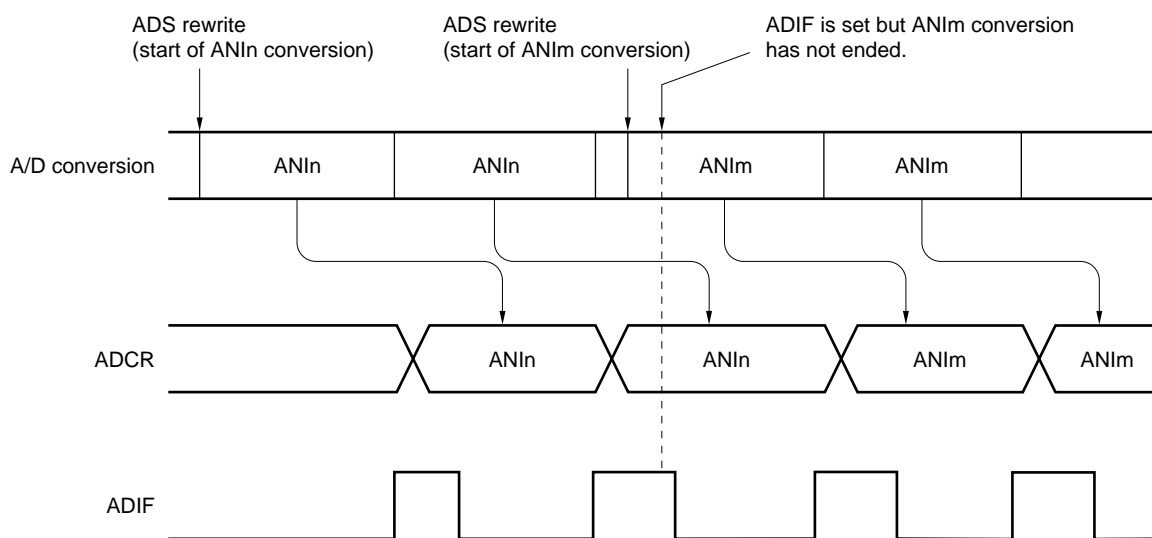 ADS rewrite
(start of ANIn conversion)
ADS rewrite
(start of ANIm conversion)
ADIF is set but ANIm conversion
has not ended.
A/D conversion
ANIn
ANIn
ANIm
ANIm
ADCR
ANIn
ANIn
ANIm
ANIm
ADIF